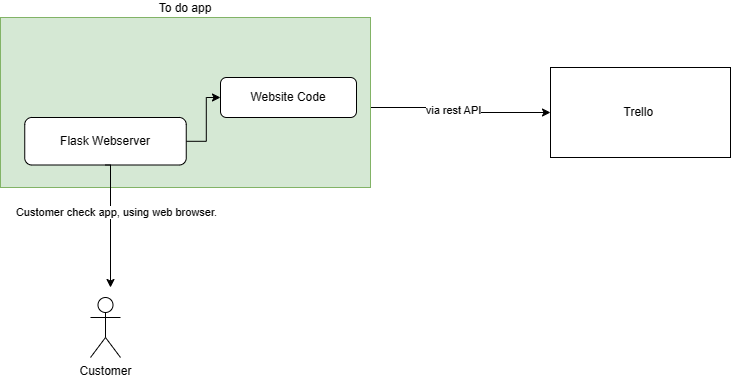 To do app
Website Code
via rest API
Trello
Flask Webserver
Customer check app, using web browser.
Customer